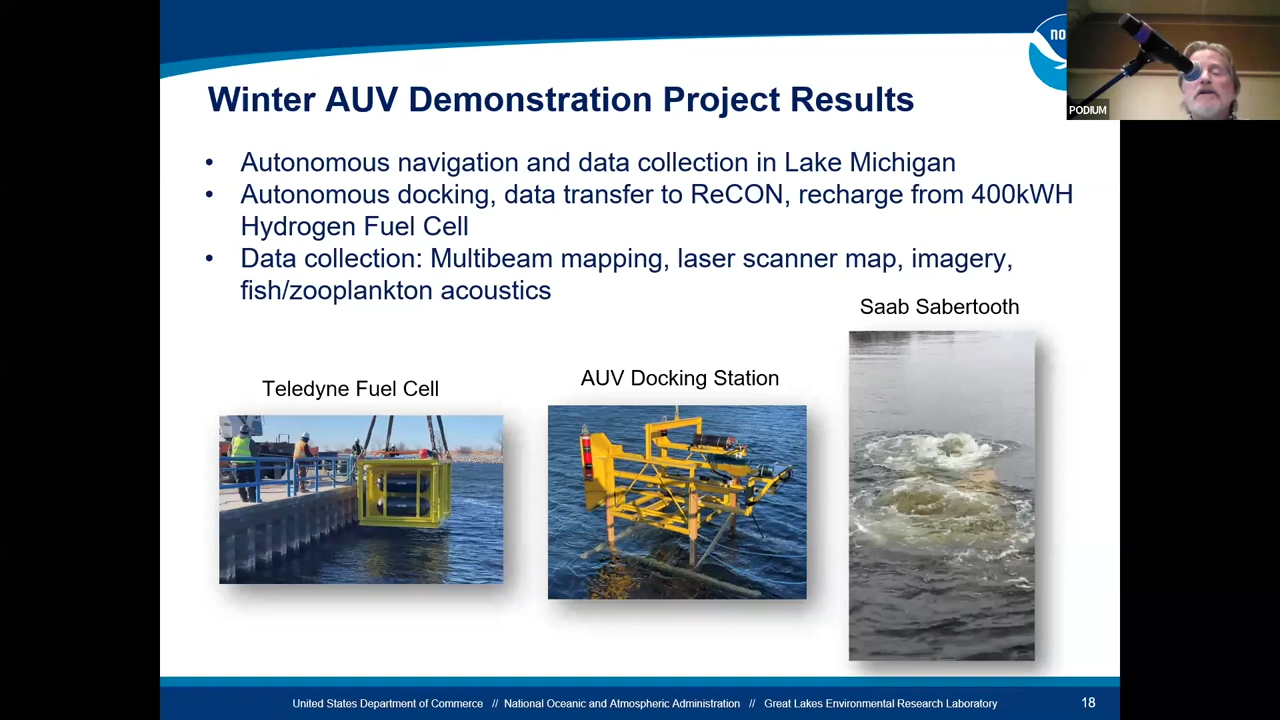 Winter AUV Demonstration Project Results
• Autonomous navigation and data collection in Lake Michigan
• Autonomous docking, data transfer to ReCON, recharge from 400kWH
Hydrogen Fuel Cell
• Data collection: Multibeam mapping, laser scanner map, imagery,
fish/zooplankton acoustics
Saab Sabertooth
AUV Docking Station
Teledyne Fuel Cell
no
PODIUM
United States Department of Commerce // National Oceanic and Atmospheric Administration // Great Lakes Environmental Research Laboratory
18